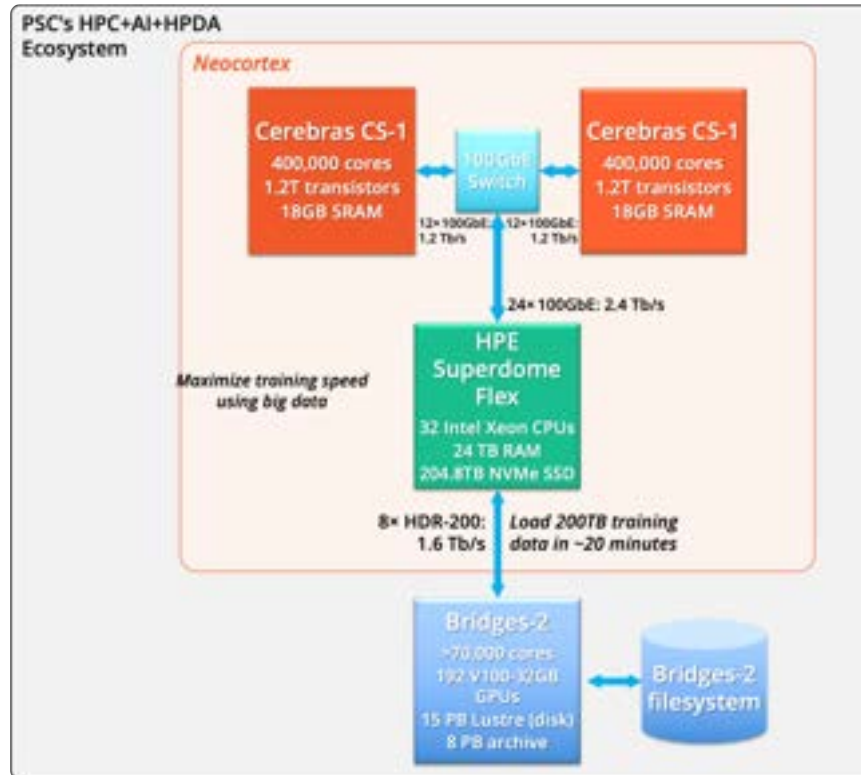 PSC's HPC+AI+HPDA
Ecosystem
Neocortex
Cerebras CS-1
400,000 cores
1.2T transistors
18GB SRAM
100GbE
Switch
Cerebras CS-1
400,000 cores
1.2T transistors
18GB SRAM
12× 100GbE:
1.2 Tb/s
12× 100GbE:
1.2 Tb/s
24× 100GbE: 2.4 Tb/s
HPE
Superdome
Flex
32 Intel Xeon CPUs
24 TB RAM
204.8TB NVMe SSD
Maximize training speed
using big data
8× HDR-200:
1.6 Tb/s
Load 200TB training
data in ~20 minutes
Bridges-2
>70,000 cores
192 V100-32GB
GPUs
15 PB Lustre (disk)
8 PB archive
Bridges-2
filesystem